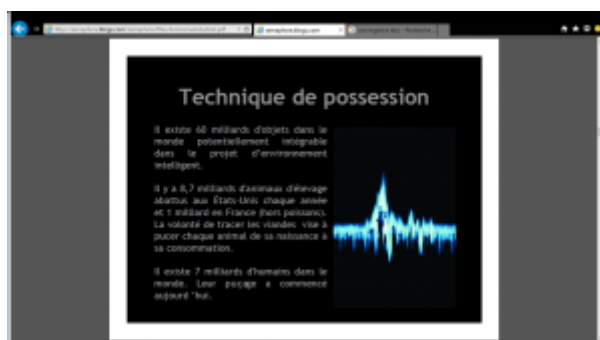 Technique de possession
Il existe 60 milliards d'objets dans le
monde potentiellement intégrable
dans le projet d'environnement
intelligent.
Il y a 8,7 milliards d'animaux d'élevage
abattus aux États-Unis chaque année
et 1 milliard en France (hors poissons).
La volonté de tracer les viandes vise à
pucer chaque animal de sa naissance à
sa consommation.
Il existe 7 milliards d'humains dans le
monde. Leur puçage a commencé
aujourd 'hui.